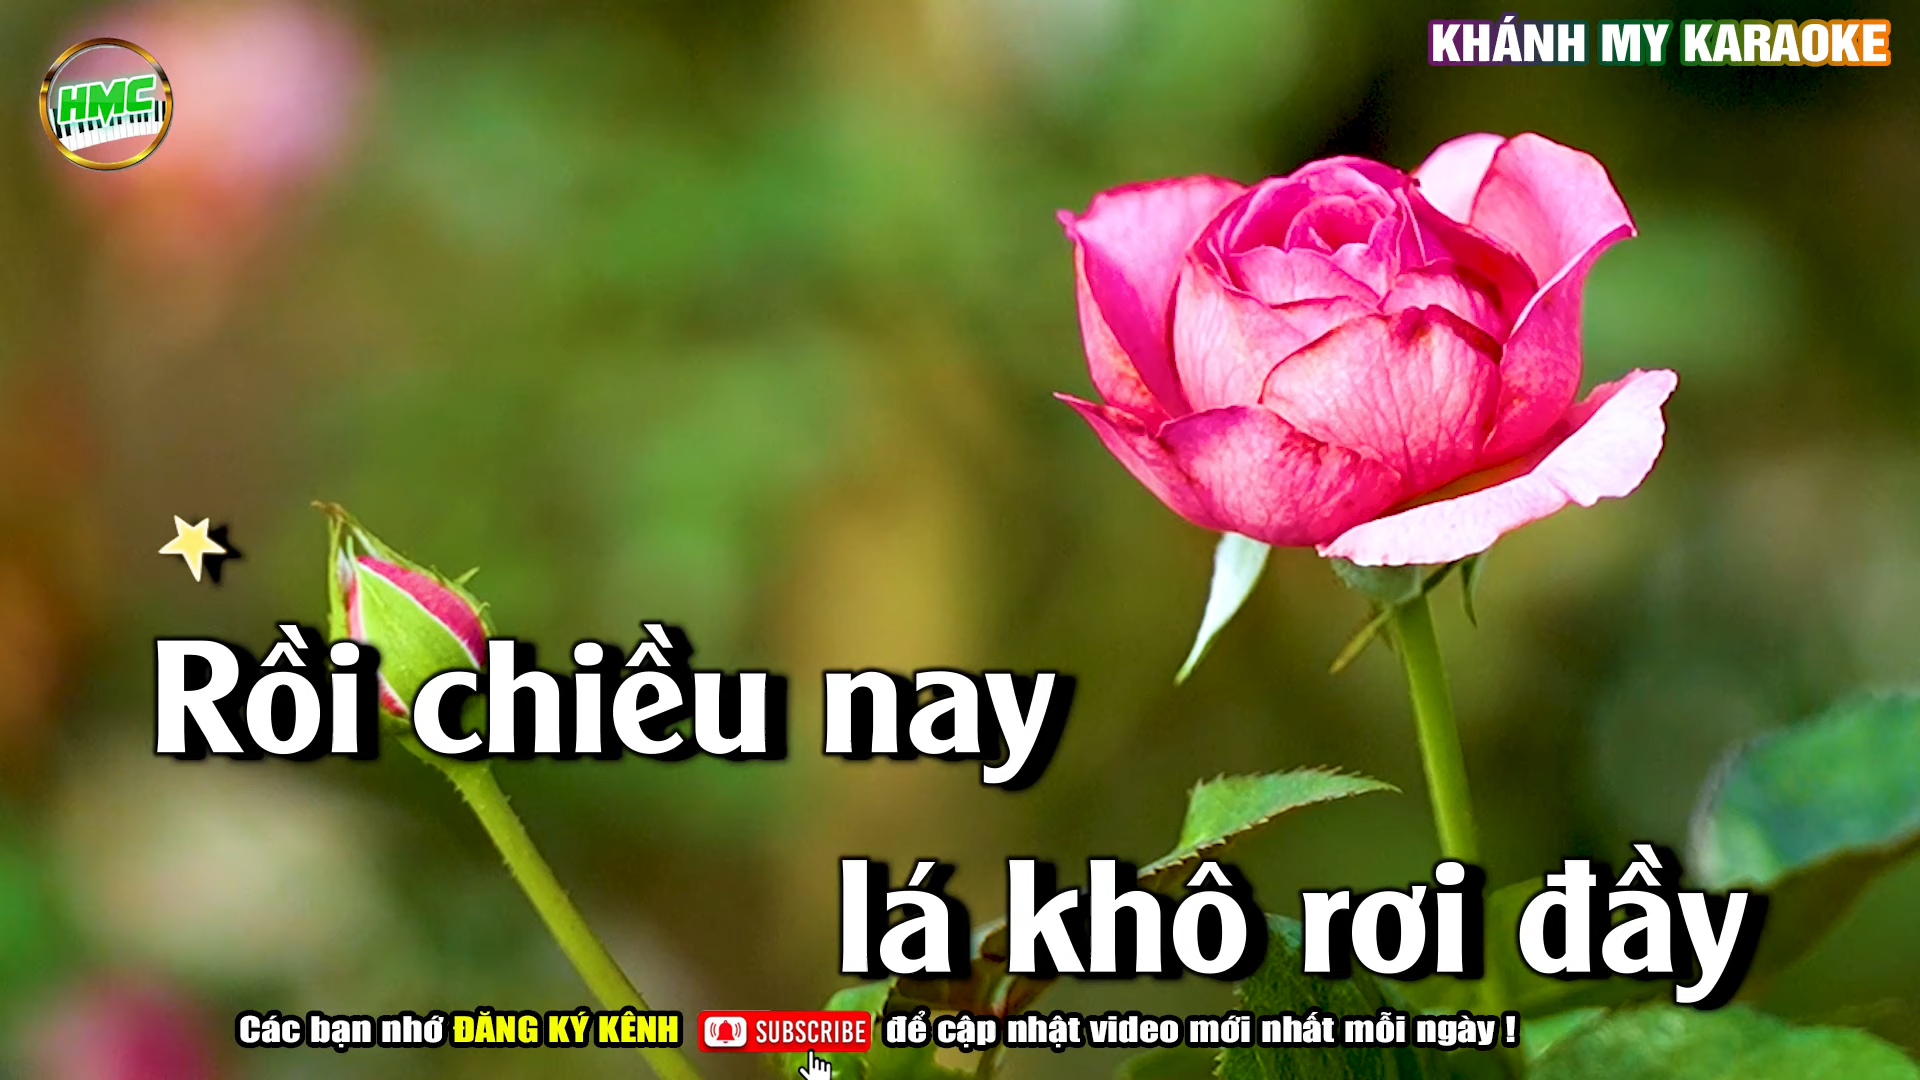 HMC
KHÁNH MY KARAOKE
Rồi chiều nay
lá khô rơi đầy
Các bạn nhớ ĐĂNG KÝ KÊNH SUBSCRIBE để cập nhật video mới nhất mỗi ngày !